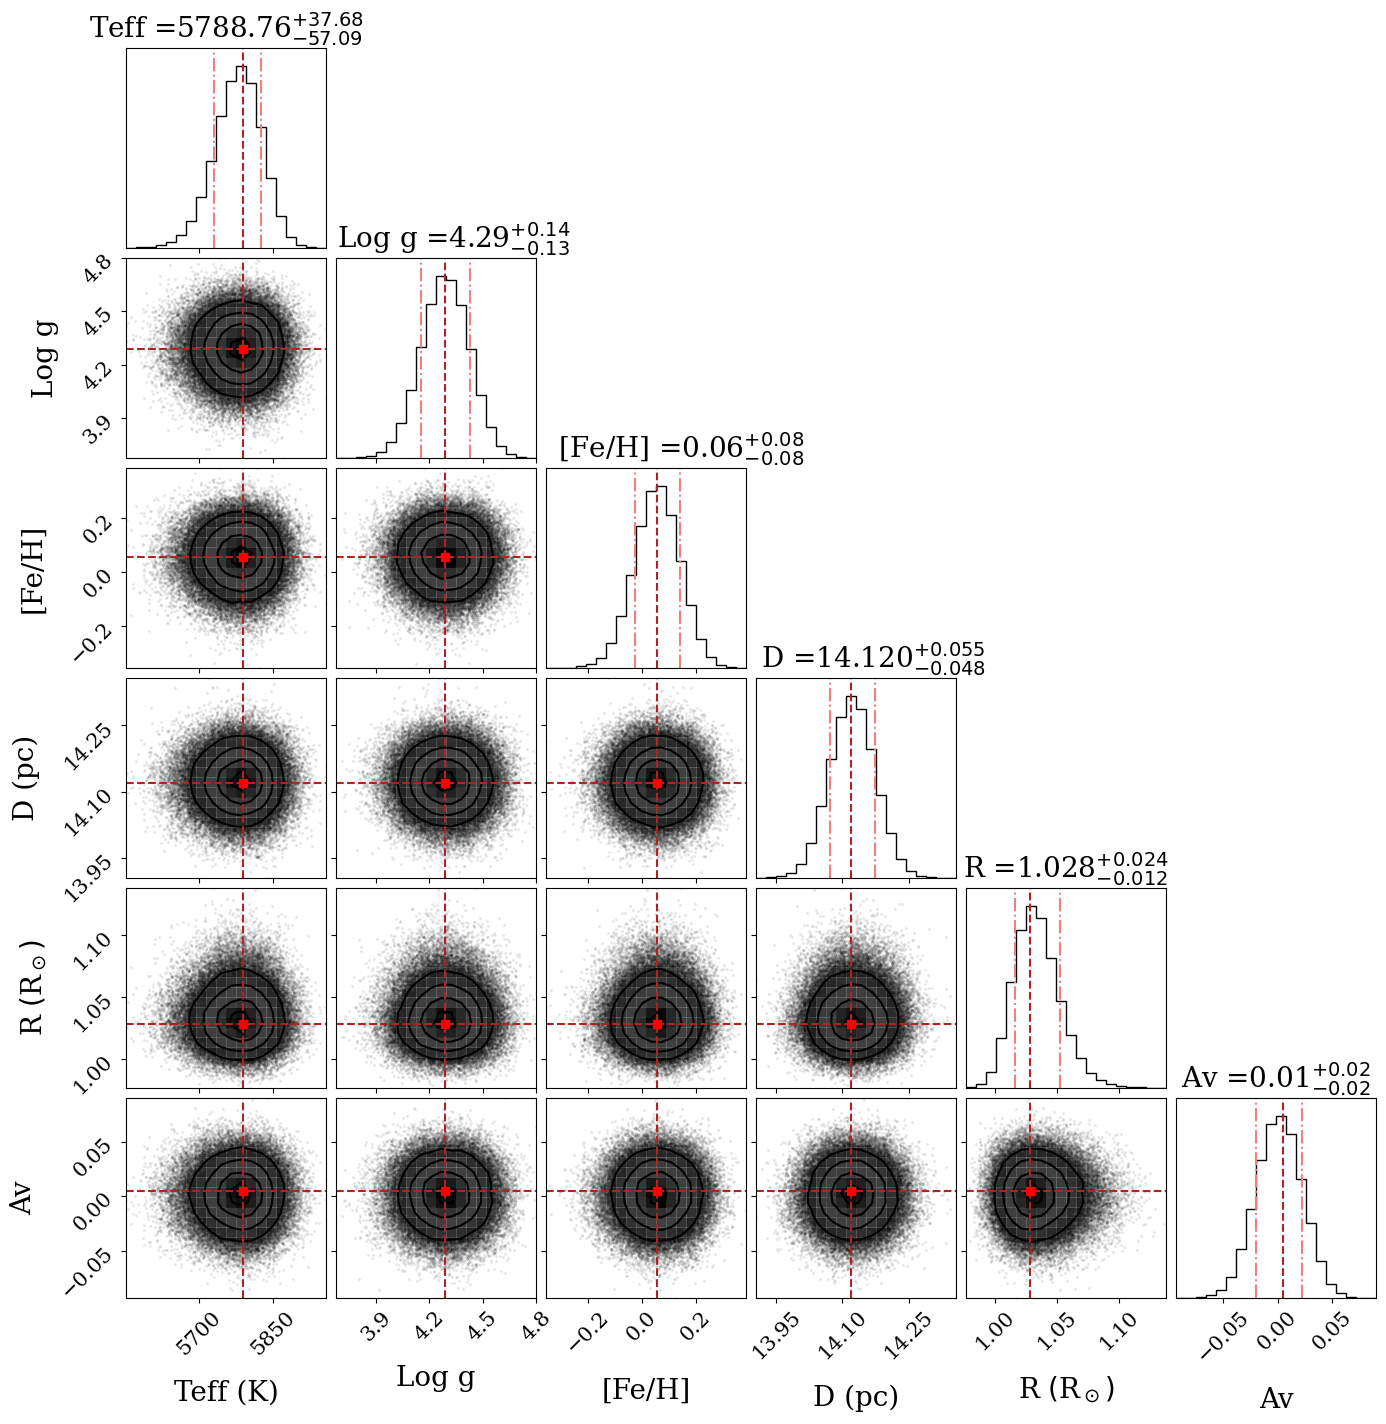 Teff =5788.76+37.68−57.09
Log g =4.29+0.14−0.13
4.8
4.5
4.2
3.9
Log g
[Fe/H] =0.06+0.08−0.08
0.2
0.0
−0.2
[Fe/H]
D =14.120+0.055−0.048
14.25
14.10
13.95
D (pc)
R =1.028+0.024−0.012
1.10
1.05
1.00
R (R⊙)
Av =0.01+0.02−0.02
0.05
0.00
−0.05
Av
5700 5850
3.9 4.2 4.5 4.8
−0.2 0.0 0.2
13.95 14.10 14.25
1.00 1.05 1.10
−0.05 0.00 0.05
Teff (K) Log g [Fe/H] D (pc) R (R⊙) Av